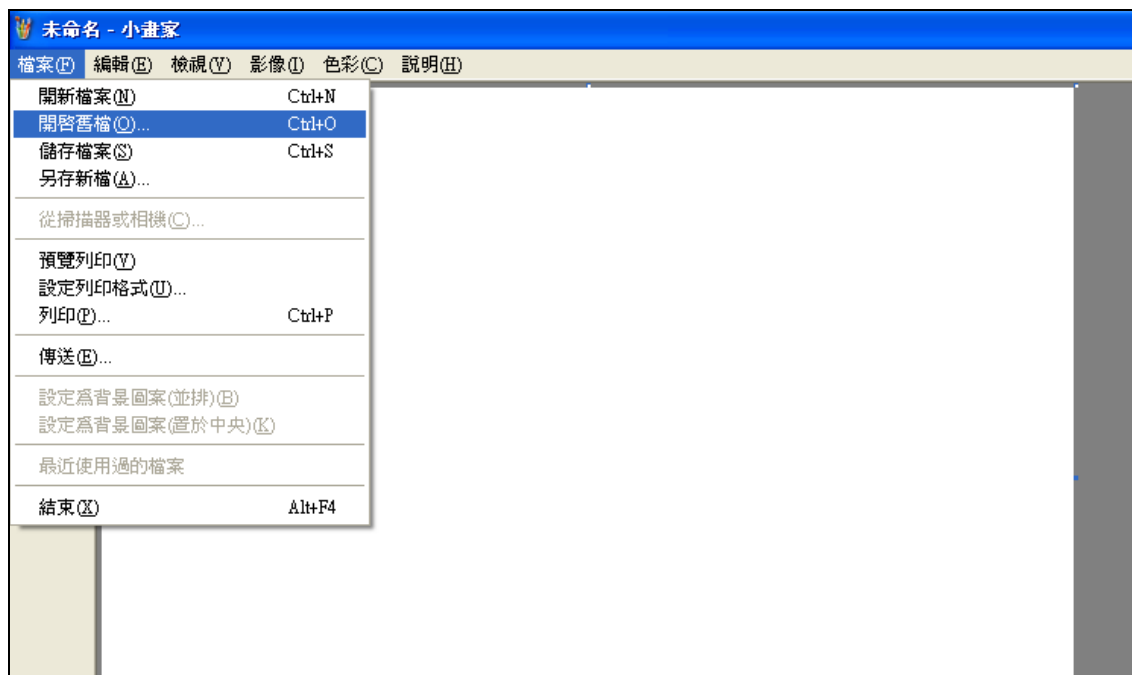 未命名 - 小畫家
檔案(F) 編輯(E) 檢視(V) 影像(I) 色彩(C) 說明(H)
開新檔案(N) Ctrl+N
開啓舊檔(O)... Ctrl+O
儲存檔案(S) Ctrl+S
另存新檔(A)...
從掃描器或相機(C)...
預覽列印(V)
設定列印格式(U)...
列印(P)... Ctrl+P
傳送(E)...
設定為背景圖案(並排)(B)
設定為背景圖案(置於中央)(K)
最近使用過的檔案
結束(X) Alt+F4